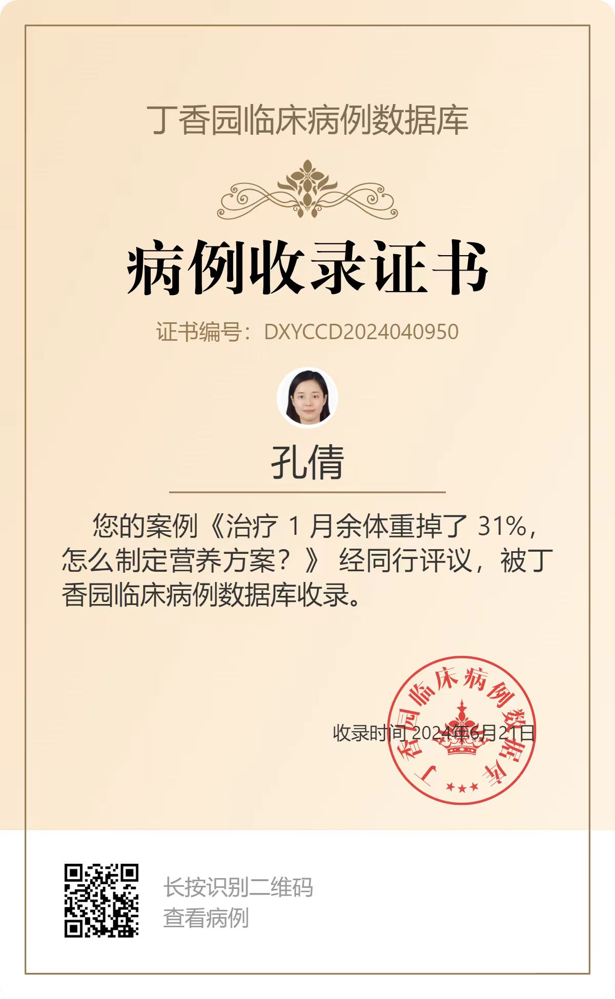 丁香园临床病例数据库
病例收录证书
证书编号：DXYCCD2024040950
孔倩
您的案例《治疗 1 月余体重掉了 31%，
怎么制定营养方案？》 经同行评议，被丁
香园临床病例数据库收录。
丁香园临床病例数据库
收录时间 2024年6月21日
长按识别二维码
查看病例